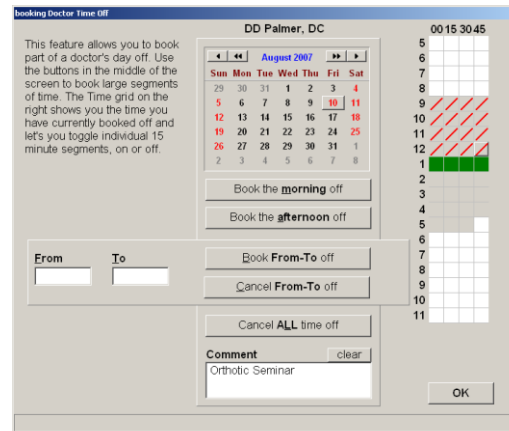 booking Doctor Time Off
DD Palmer, DC
This feature allows you to book
part of a doctor's day off. Use
the buttons in the middle of the
screen to book large segments
of time. The Time grid on the
right shows you the time you
have currently booked off and
let's you toggle individual 15
minute segments, on or off.
August 2007
Sun Mon Tue Wed Thu Fri Sat
29 30 31 1 2 3 4
5 6 7 8 9 10 11
12 13 14 15 16 17 18
19 20 21 22 23 24 25
26 27 28 29 30 31 1
2 3 4 5 6 7 8
Book the morning off
Book the afternoon off
From To
Book From-To off
Cancel From-To off
Cancel ALL time off
Comment clear
Orthotic Seminar
00 15 30 45
5
6
7
8
9
10
11
12
1
2
3
4
5
6
7
8
9
10
11
OK